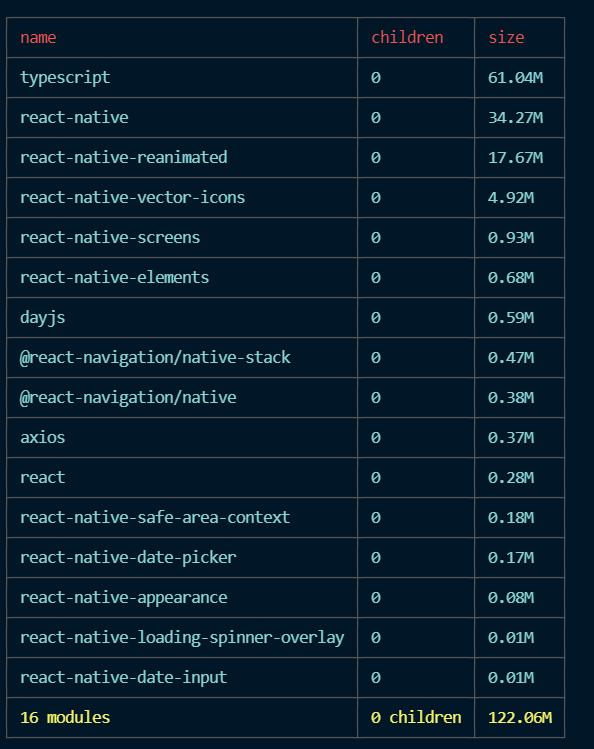 name children size
typescript 0 61.04M
react-native 0 34.27M
react-native-reanimated 0 17.67M
react-native-vector-icons 0 4.92M
react-native-screens 0 0.93M
react-native-elements 0 0.68M
dayjs 0 0.59M
@react-navigation/native-stack 0 0.47M
@react-navigation/native 0 0.38M
axios 0 0.37M
react 0 0.28M
react-native-safe-area-context 0 0.18M
react-native-date-picker 0 0.17M
react-native-appearance 0 0.08M
react-native-loading-spinner-overlay 0 0.01M
react-native-date-input 0 0.01M
16 modules 0 children 122.06M